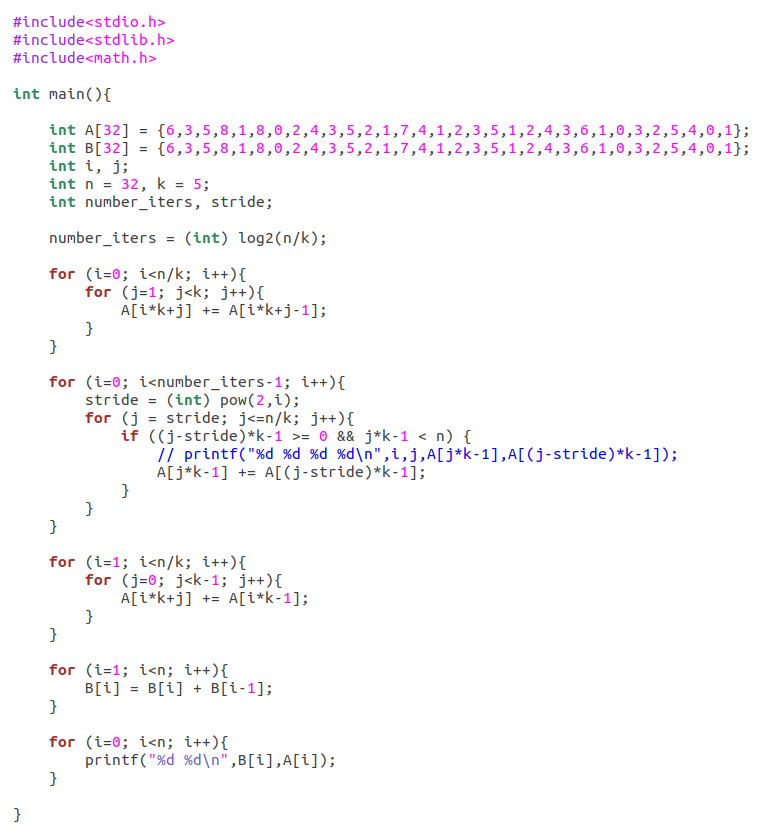 #include<stdio.h>
#include<stdlib.h>
#include<math.h>

int main(){

    int A[32] = {6,3,5,8,1,8,0,2,4,3,5,2,1,7,4,1,2,3,5,1,2,4,3,6,1,0,3,2,5,4,0,1};
    int B[32] = {6,3,5,8,1,8,0,2,4,3,5,2,1,7,4,1,2,3,5,1,2,4,3,6,1,0,3,2,5,4,0,1};
    int i, j;
    int n = 32, k = 5;
    int number_iters, stride;

    number_iters = (int) log2(n/k);

    for (i=0; i<n/k; i++){
        for (j=1; j<k; j++){
            A[i*k+j] += A[i*k+j-1];
        }
    }

    for (i=0; i<number_iters-1; i++){
        stride = (int) pow(2,i);
        for (j = stride; j<=n/k; j++){
            if ((j-stride)*k-1 >= 0 && j*k-1 < n) {
                // printf("%d %d %d %d\n",i,j,A[j*k-1],A[(j-stride)*k-1]);
                A[j*k-1] += A[(j-stride)*k-1];
            }
        }
    }

    for (i=1; i<n/k; i++){
        for (j=0; j<k-1; j++){
            A[i*k+j] += A[i*k-1];
        }
    }

    for (i=1; i<n; i++){
        B[i] = B[i] + B[i-1];
    }

    for (i=0; i<n; i++){
        printf("%d %d\n",B[i],A[i]);
    }

}